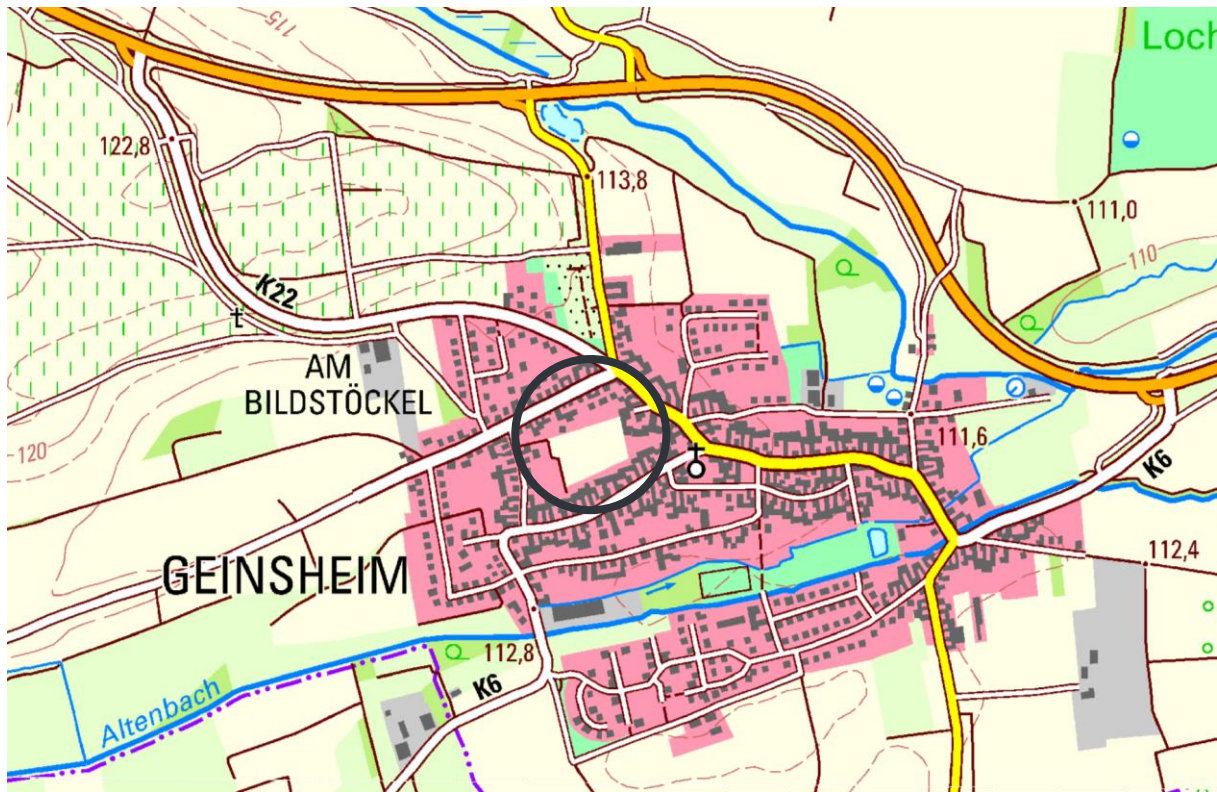 115
Loch
122,8
113,8
111,0
K22
110
AM
BILDSTÖCKEL
120
111,6
K6
GEINSHEIM
112,4
112,8
K6
Altenbach